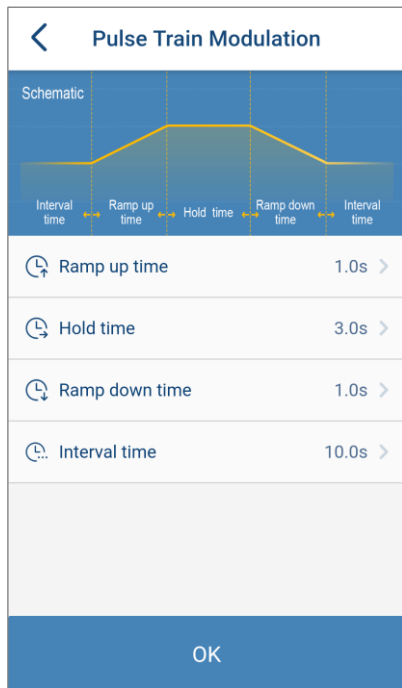 Pulse Train Modulation
Schematic
Interval time
Ramp up time
Hold time
Ramp down time
Interval time
Ramp up time 1.0s
Hold time 3.0s
Ramp down time 1.0s
Interval time 10.0s
OK